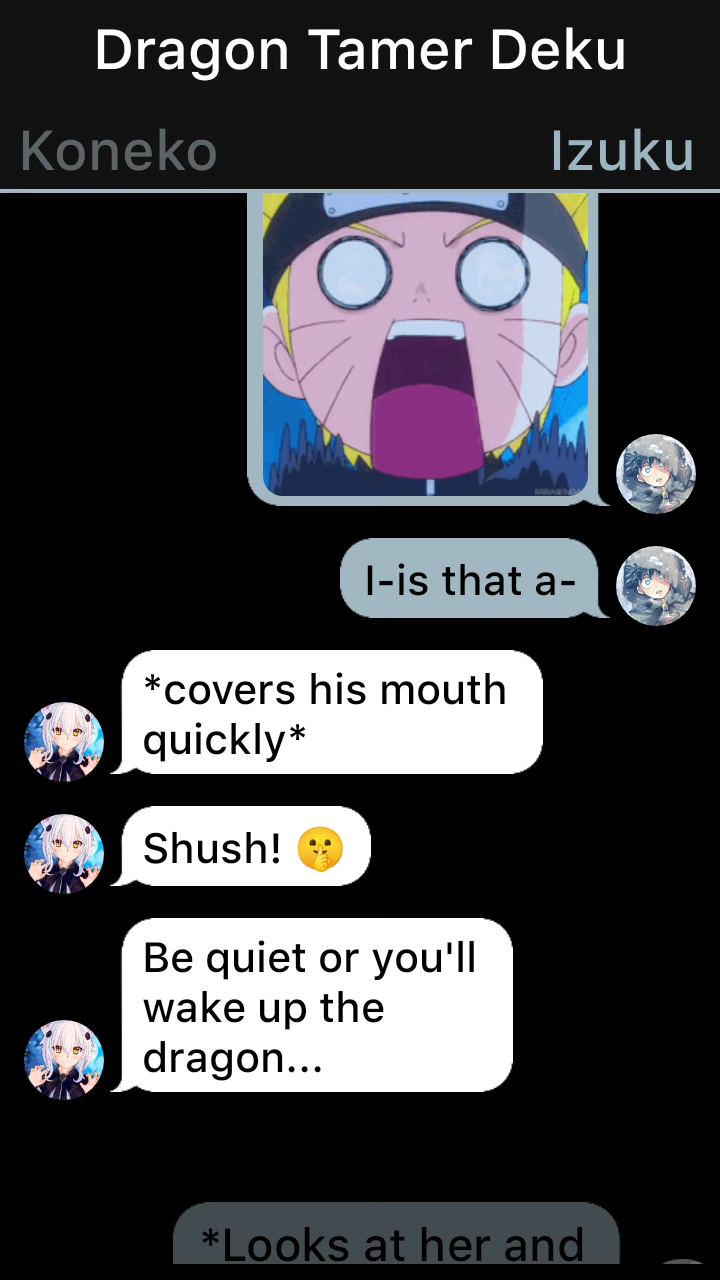 Dragon Tamer Deku
Koneko
Izuku
I-is that a-
*covers his mouth
quickly*
Shush! 🤫
Be quiet or you'll
wake up the
dragon...
*Looks at her and